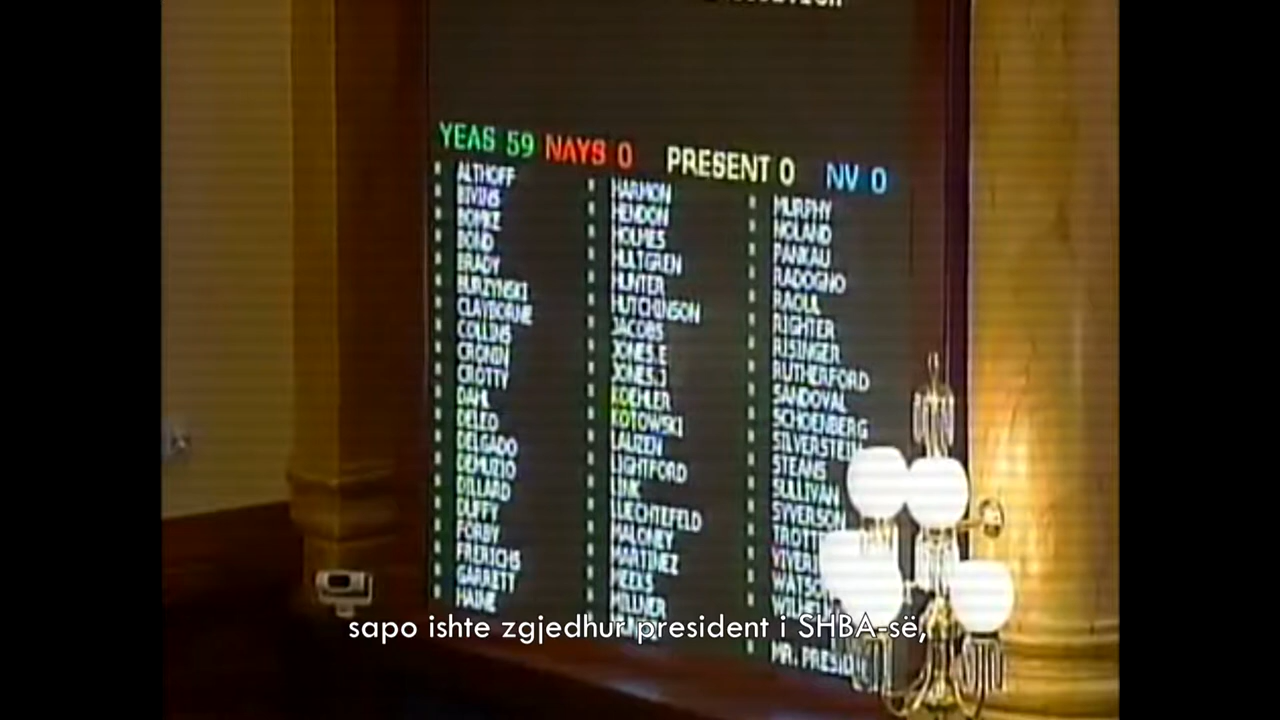 YEAS 59 NAYS 0 PRESENT 0 NV 0
ALTHOFF
BIVINS
BOMKE
BOND
BRADY
BURZYNSKI
CLAYBORNE
COLLINS
CRONIN
CROTTY
DAHL
DELEO
DELGADO
DEMUZIO
DILLARD
DUFFY
FORBY
FRERICHS
GARRETT
HAINE
HARMON
HENDON
HOLMES
HULTGREN
HUNTER
HUTCHINSON
JACOBS
JONES.E
JONES.J
KOEHLER
KOTOWSKI
LAUZEN
LIGHTFORD
LINK
LUECHTEFELD
MALONEY
MARTINEZ
MEEKS
MILLNER
MURPHY
NOLAND
PANKAU
RADOGNO
RAOUL
RIGHTER
RISINGER
RUTHERFORD
SANDOVAL
SCHOENBERG
SILVERSTEIN
STEANS
SULLIVAN
SYVERSON
MR. PRESIDE
sapo ishte zgjedhur president i SHBA-së,